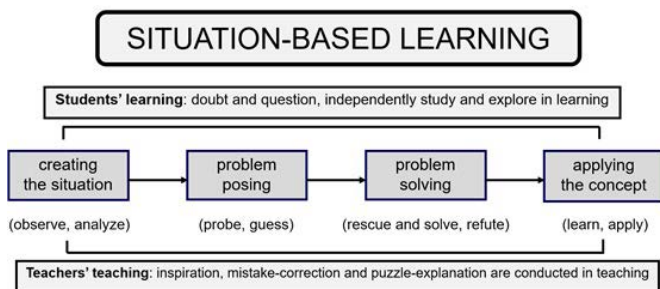 SITUATION-BASED LEARNING
Students' learning: doubt and question, independently study and explore in learning
creating
the situation
problem
posing
problem
solving
applying
the concept
(observe, analyze)
(probe, guess)
(rescue and solve, refute)
(learn, apply)
Teachers' teaching: inspiration, mistake-correction and puzzle-explanation are conducted in teaching